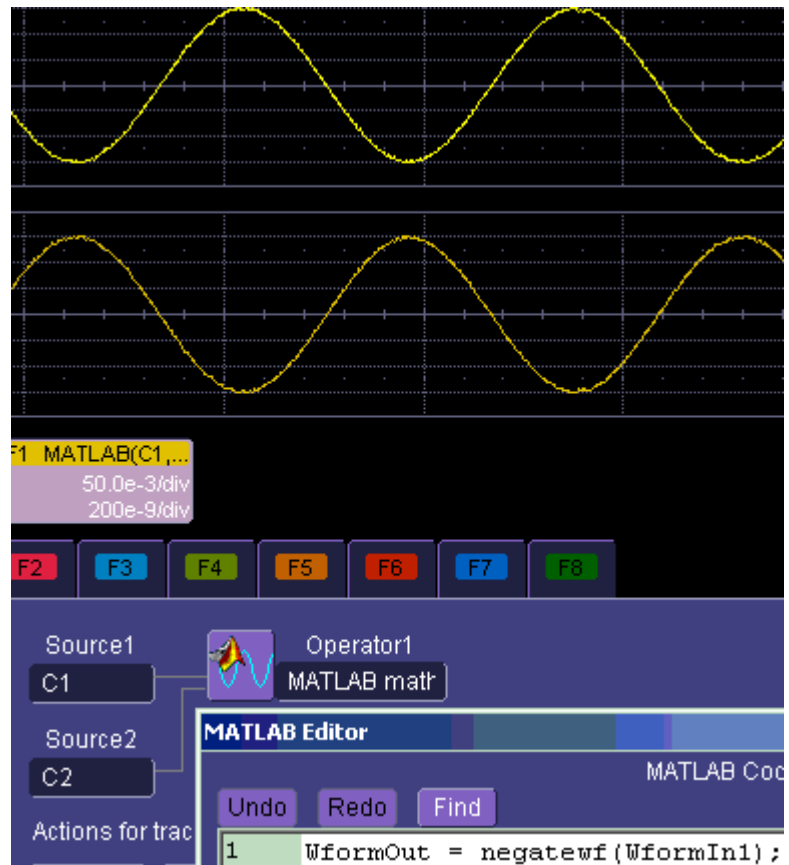 F1 MATLAB(C1,...
50.0e-3/div
200e-9/div
F2 F3 F4 F5 F6 F7 F8
Source1
C1
Operator1
MATLAB math
Source2
C2
MATLAB Editor
MATLAB Coc
Undo Redo Find
Actions for trac
1 WformOut = negatewf(WformIn1);